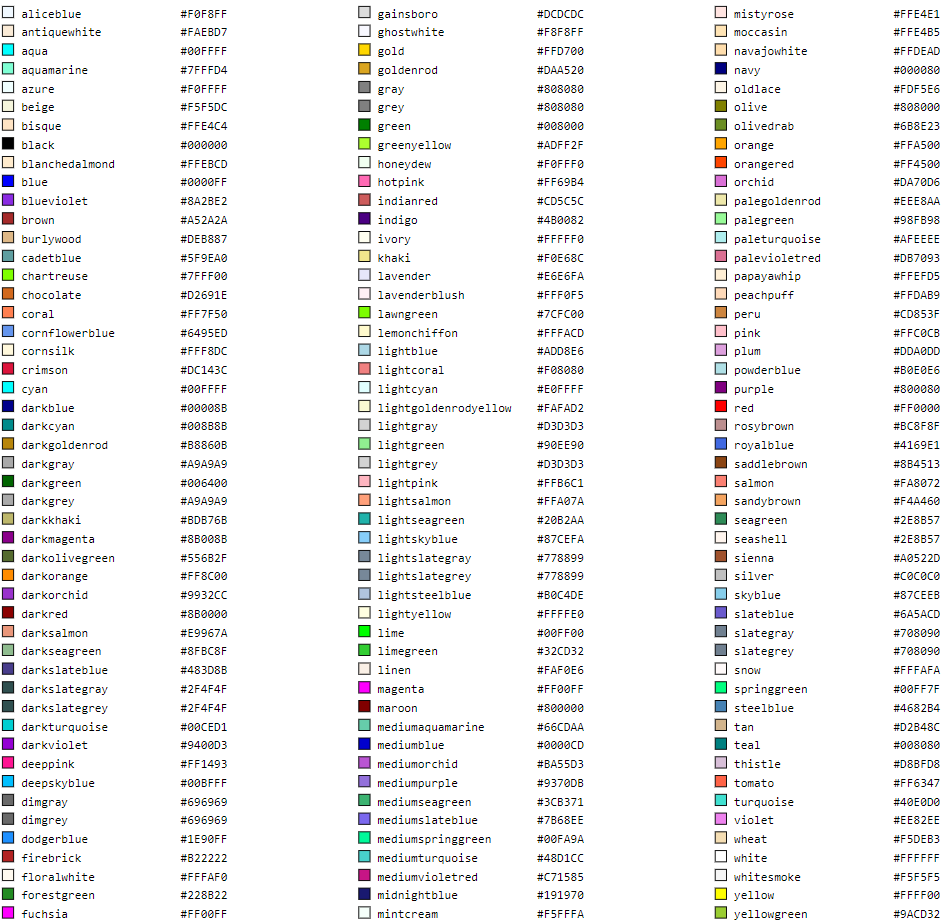 aliceblue #F0F8FF
antiquewhite #FAEBD7
aqua #00FFFF
aquamarine #7FFFD4
azure #F0FFFF
beige #F5F5DC
bisque #FFE4C4
black #000000
blanchedalmond #FFEBCD
blue #0000FF
blueviolet #8A2BE2
brown #A52A2A
burlywood #DEB887
cadetblue #5F9EA0
chartreuse #7FFF00
chocolate #D2691E
coral #FF7F50
cornflowerblue #6495ED
cornsilk #FFF8DC
crimson #DC143C
cyan #00FFFF
darkblue #00008B
darkcyan #008B8B
darkgoldenrod #B8860B
darkgray #A9A9A9
darkgreen #006400
darkgrey #A9A9A9
darkkhaki #BDB76B
darkmagenta #8B008B
darkolivegreen #556B2F
darkorange #FF8C00
darkorchid #9932CC
darkred #8B0000
darksalmon #E9967A
darkseagreen #8FBC8F
darkslateblue #483D8B
darkslategray #2F4F4F
darkslategrey #2F4F4F
darkturquoise #00CED1
darkviolet #9400D3
deeppink #FF1493
deepskyblue #00BFFF
dimgray #696969
dimgrey #696969
dodgerblue #1E90FF
firebrick #B22222
floralwhite #FFFAF0
forestgreen #228B22
fuchsia #FF00FF
gainsboro #DCDCDC
ghostwhite #F8F8FF
gold #FFD700
goldenrod #DAA520
gray #808080
grey #808080
green #008000
greenyellow #ADFF2F
honeydew #F0FFF0
hotpink #FF69B4
indianred #CD5C5C
indigo #4B0082
ivory #FFFFF0
khaki #F0E68C
lavender #E6E6FA
lavenderblush #FFF0F5
lawngreen #7CFC00
lemonchiffon #FFFACD
lightblue #ADD8E6
lightcoral #F08080
lightcyan #E0FFFF
lightgoldenrodyellow #FAFAD2
lightgray #D3D3D3
lightgreen #90EE90
lightgrey #D3D3D3
lightpink #FFB6C1
lightsalmon #FFA07A
lightseagreen #20B2AA
lightskyblue #87CEFA
lightslategray #778899
lightslategrey #778899
lightsteelblue #B0C4DE
lightyellow #FFFFE0
lime #00FF00
limegreen #32CD32
linen #FAF0E6
magenta #FF00FF
maroon #800000
mediumaquamarine #66CDAA
mediumblue #0000CD
mediumorchid #BA55D3
mediumpurple #9370DB
mediumseagreen #3CB371
mediumslateblue #7B68EE
mediumspringgreen #00FA9A
mediumturquoise #48D1CC
mediumvioletred #C71585
midnightblue #191970
mintcream #F5FFFA
mistyrose #FFE4E1
moccasin #FFE4B5
navajowhite #FFDEAD
navy #000080
oldlace #FDF5E6
olive #808000
olivedrab #6B8E23
orange #FFA500
orangered #FF4500
orchid #DA70D6
palegoldenrod #EEE8AA
palegreen #98FB98
paleturquoise #AFEEEE
palevioletred #DB7093
papayawhip #FFEFD5
peachpuff #FFDAB9
peru #CD853F
pink #FFC0CB
plum #DDA0DD
powderblue #B0E0E6
purple #800080
red #FF0000
rosybrown #BC8F8F
royalblue #4169E1
saddlebrown #8B4513
salmon #FA8072
sandybrown #F4A460
seagreen #2E8B57
seashell #2E8B57
sienna #A0522D
silver #C0C0C0
skyblue #87CEEB
slateblue #6A5ACD
slategray #708090
slategrey #708090
snow #FFFAFA
springgreen #00FF7F
steelblue #4682B4
tan #D2B48C
teal #008080
thistle #D8BFD8
tomato #FF6347
turquoise #40E0D0
violet #EE82EE
wheat #F5DEB3
white #FFFFFF
whitesmoke #F5F5F5
yellow #FFFF00
yellowgreen #9ACD32